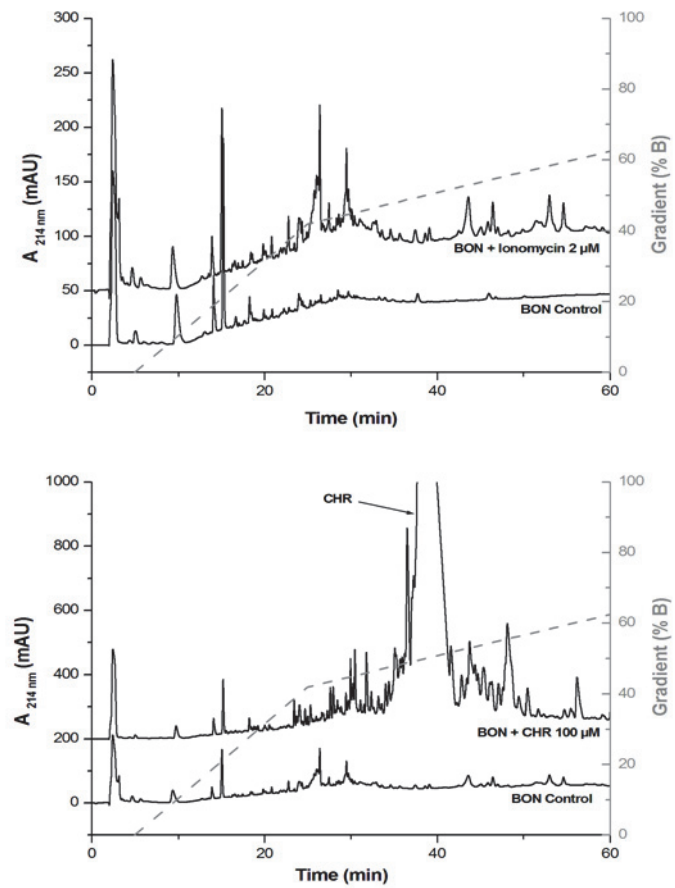 300
250
200
150
100
50
0
100
80
60
40
20
0
A 214 nm (mAU)
Gradient (% B)
BON + Ionomycin 2 µM
BON Control
0 20 40 60
Time (min)
1000
800
600
400
200
0
100
80
60
40
20
0
A 214 nm (mAU)
Gradient (% B)
CHR
BON + CHR 100 µM
BON Control
0 20 40 60
Time (min)